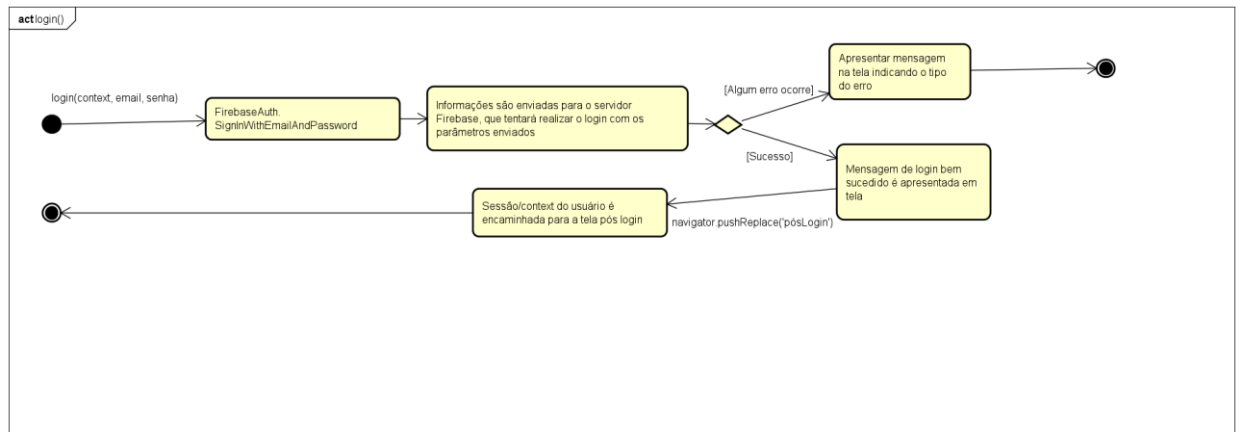 act login()
login(context, email, senha)
FirebaseAuth.
SignInWithEmailAndPassword
Informações são enviadas para o servidor
Firebase, que tentará realizar o login com os
parâmetros enviados
[Algum erro ocorre]
Apresentar mensagem
na tela indicando o tipo
do erro
[Sucesso]
Mensagem de login bem
sucedido é apresentada em
tela
navigator.pushReplace('pósLogin')
Sessão/context do usuário é
encaminhada para a tela pós login